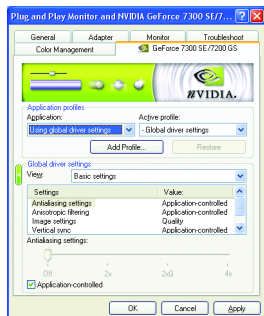 Plug and Play Monitor and NVIDIA GeForce 7300 SE/7...
General
Adapter
Monitor
Troubleshoot
Color Management
GeForce 7300 SE/7200 GS
NVIDIA.
Application profiles
Application:
Active profile:
Using global driver settings
- Global driver settings
Add Profile...
Restore
Global driver settings
View:
Basic settings
Settings
Value:
Antialiasing settings
Application-controlled
Anisotropic filtering
Application-controlled
Image settings
Quality
Vertical sync
Application-controlled
Antialiasing settings:
Off
2x
2xQ
4x
Application-controlled
OK
Cancel
Apply